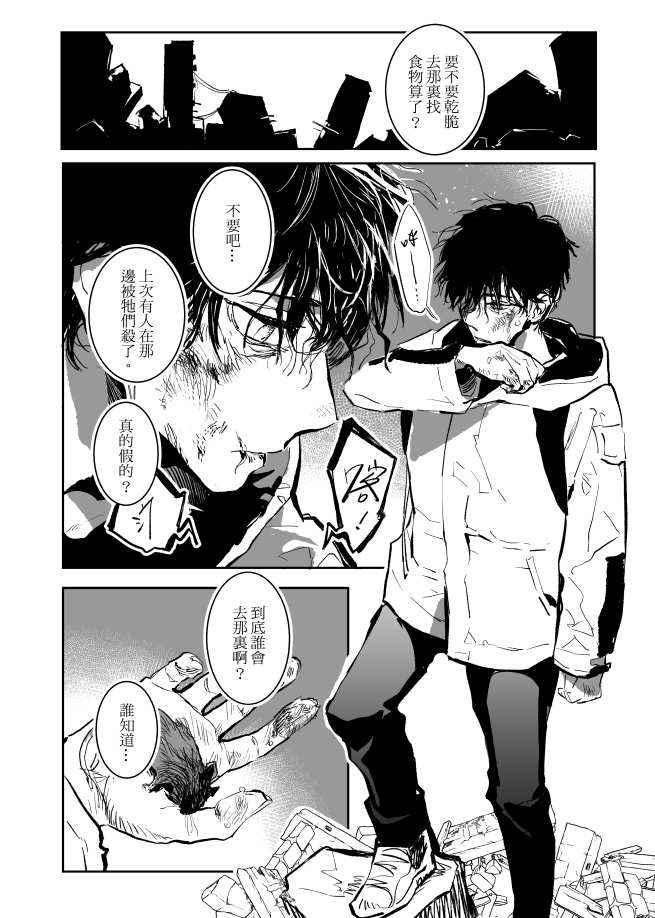 要不要乾脆
去那裏找
食物算了？
呼—…
不要吧…
上次有人在那
邊被牠們殺了。
真的假的？
到底誰會
去那裏啊？
誰知道…